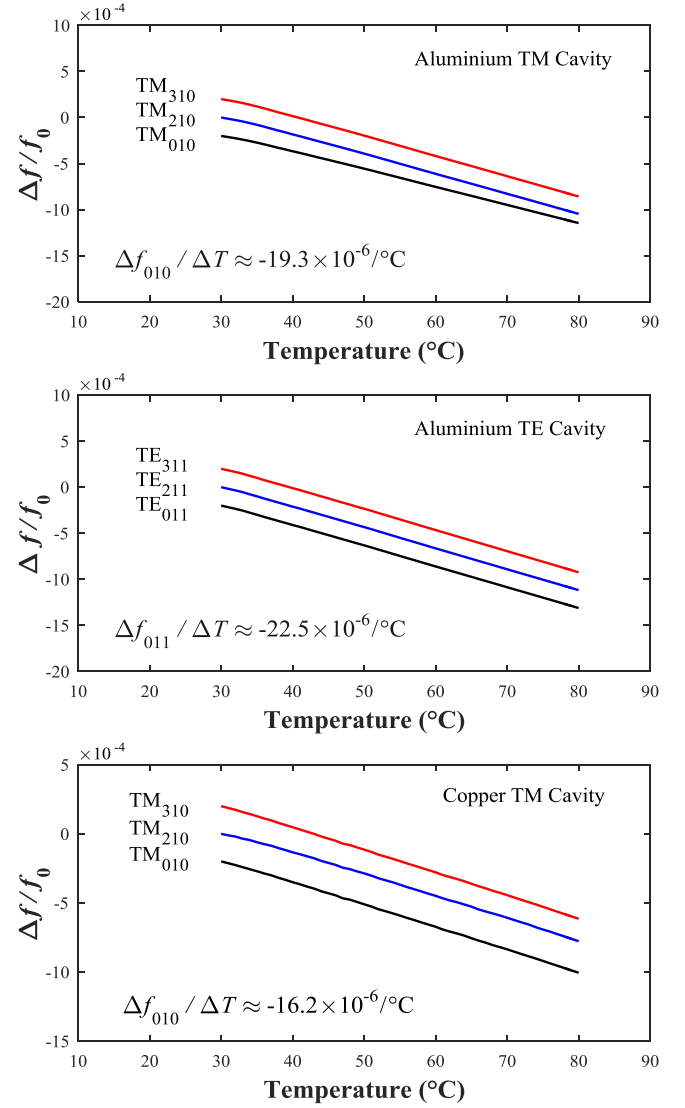 ×10⁻⁴
10
Aluminium TM Cavity
5
TM₃₁₀
TM₂₁₀
0
TM₀₁₀
Δf/f₀
-5
-10
Δf₀₁₀ / ΔT ≈ -19.3×10⁻⁶/°C
-15
-20
10 20 30 40 50 60 70 80 90
Temperature (°C)
×10⁻⁴
10
Aluminium TE Cavity
5
TE₃₁₁
TE₂₁₁
0
TE₀₁₁
Δ f/f₀
-5
-10
Δf₀₁₁ / ΔT ≈ -22.5×10⁻⁶/°C
-15
-20
10 20 30 40 50 60 70 80 90
Temperature (°C)
×10⁻⁴
5
Copper TM Cavity
TM₃₁₀
TM₂₁₀
0
TM₀₁₀
Δf/f₀
-5
-10
Δf₀₁₀ / ΔT ≈ -16.2×10⁻⁶/°C
-15
10 20 30 40 50 60 70 80 90
Temperature (°C)